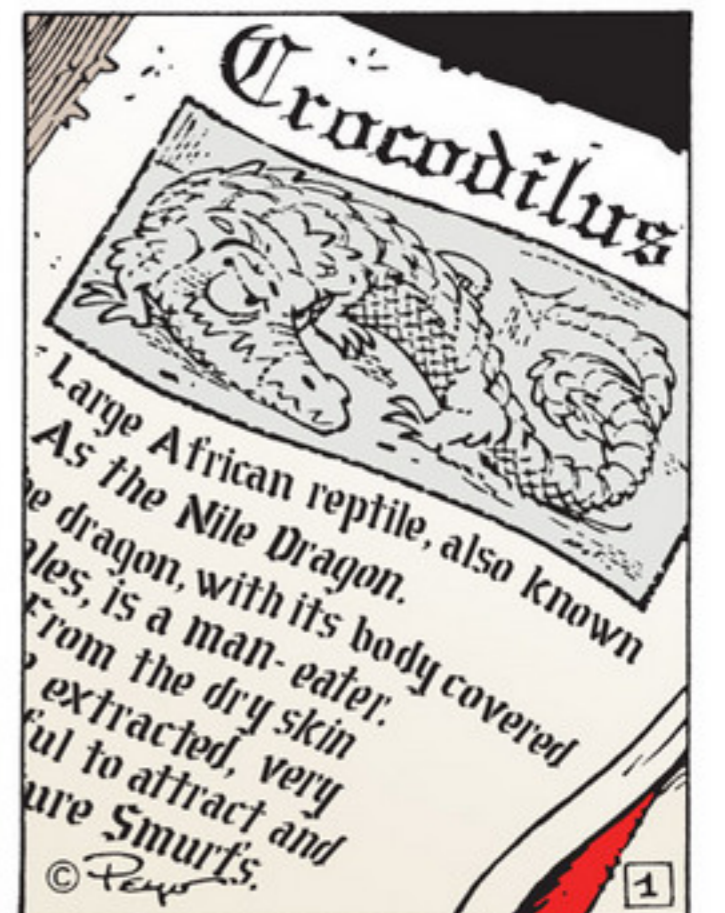 Crocodilus
Large African reptile, also known
As the Nile Dragon.
e dragon, with its body covered
ales, is a man-eater.
From the dry skin
extracted, very
ful to attract and
ure Smurfs.
© Peyo
1